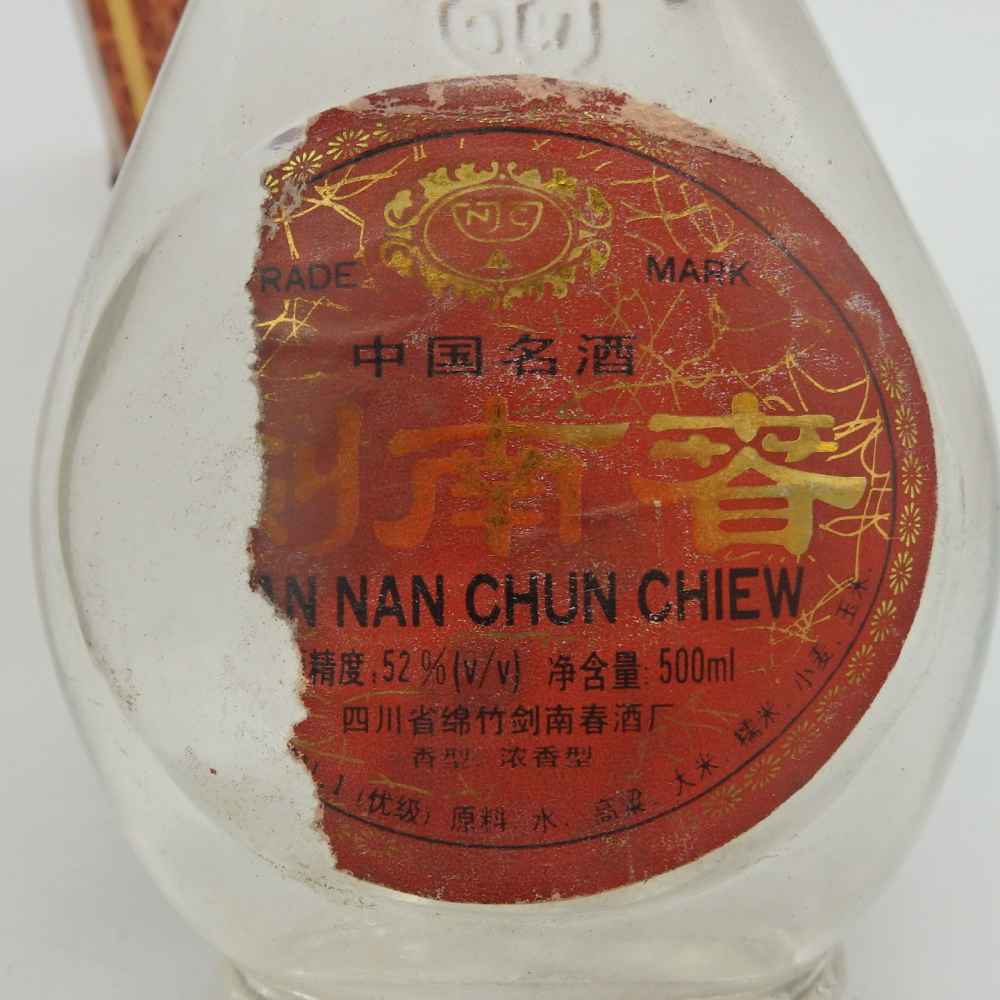 NJC
RADE MARK
中国名酒
剑南春
AN NAN CHUN CHIEW
精度:52%(v/v) 净含量:500ml
四川省绵竹剑南春酒厂
香型:浓香型
(优级) 原料:水、高粱、大米、糯米、小麦、玉米